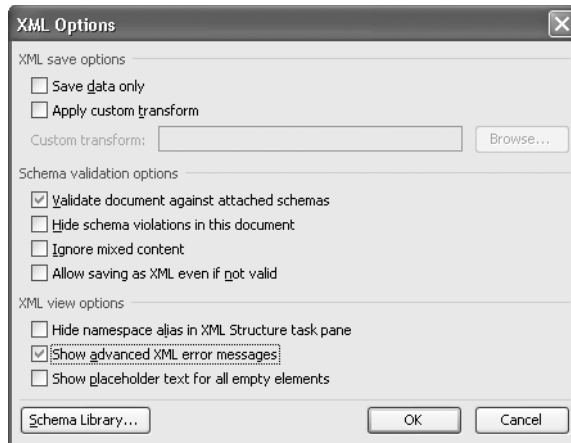 XML Options
XML save options
Save data only
Apply custom transform
Custom transform:
Browse...
Schema validation options
Validate document against attached schemas
Hide schema violations in this document
Ignore mixed content
Allow saving as XML even if not valid
XML view options
Hide namespace alias in XML Structure task pane
Show advanced XML error messages
Show placeholder text for all empty elements
Schema Library...
OK
Cancel